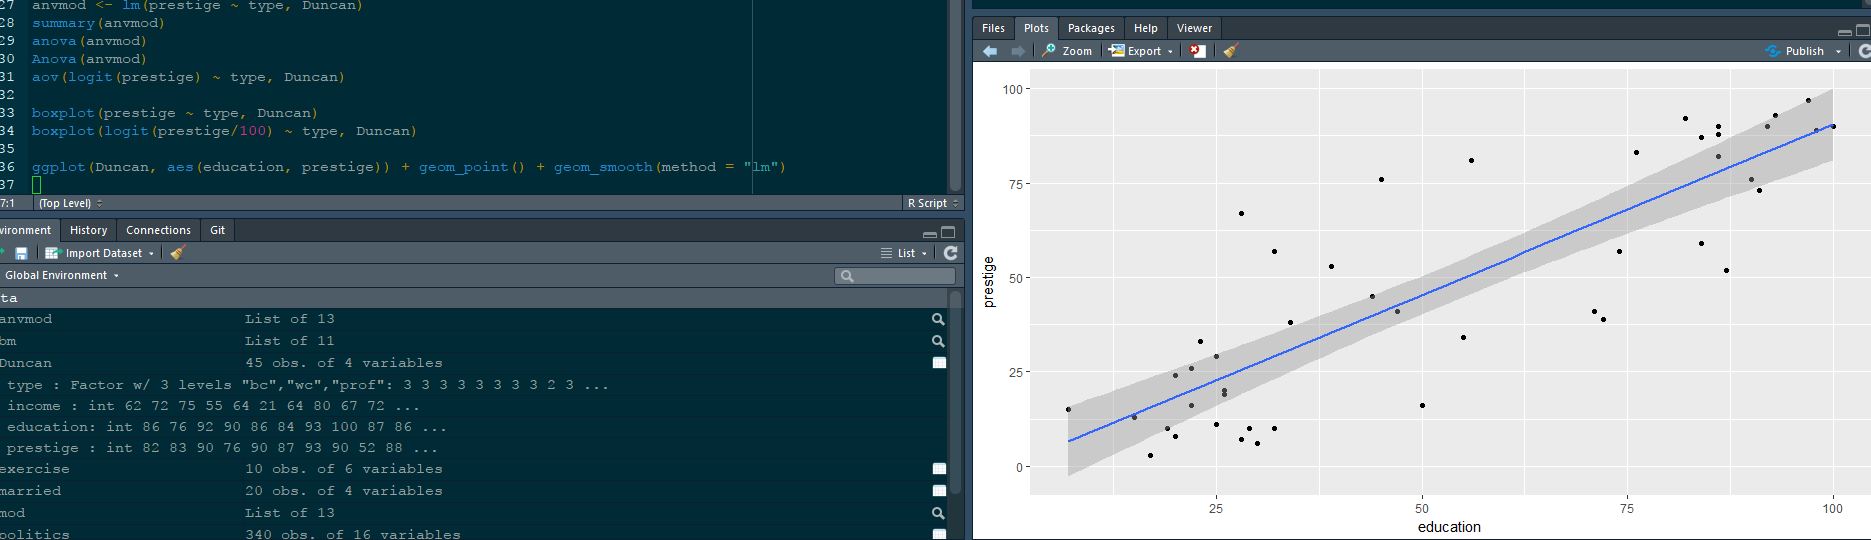 27 anvmod <- lm(prestige ~ type, Duncan)
28 summary(anvmod)
29 anova(anvmod)
30 Anova(anvmod)
31 aov(logit(prestige) ~ type, Duncan)
32
33 boxplot(prestige ~ type, Duncan)
34 boxplot(logit(prestige/100) ~ type, Duncan)
35
36 ggplot(Duncan, aes(education, prestige)) + geom_point() + geom_smooth(method = "lm")
37
7:1 (Top Level) R Script
vironment History Connections Git
Import Dataset List
Global Environment
ta
anvmod List of 13
bm List of 11
Duncan 45 obs. of 4 variables
type : Factor w/ 3 levels "bc","wc","prof": 3 3 3 3 3 3 3 3 2 3 ...
income : int 62 72 75 55 64 21 64 80 67 72 ...
education: int 86 76 92 90 86 84 93 100 87 86 ...
prestige : int 82 83 90 76 90 87 93 90 52 88 ...
exercise 10 obs. of 6 variables
married 20 obs. of 4 variables
mod List of 13
politics 340 obs. of 16 variables
Files Plots Packages Help Viewer
Zoom Export Publish
100
75
50
25
0
prestige
25 50 75 100
education